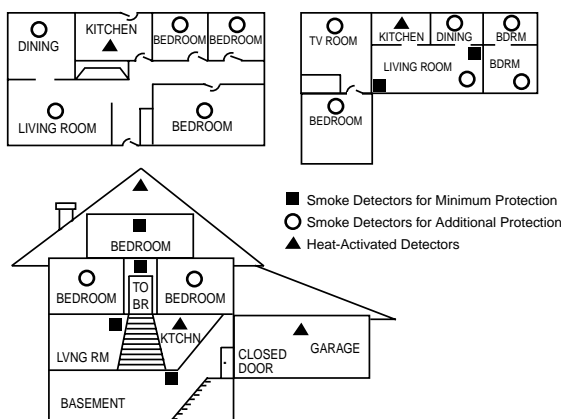 DINING
KITCHEN
BEDROOM
BEDROOM
LIVING ROOM
BEDROOM
TV ROOM
KITCHEN
DINING
BDRM
LIVING ROOM
BDRM
BEDROOM
Smoke Detectors for Minimum Protection
Smoke Detectors for Additional Protection
Heat-Activated Detectors
BEDROOM
BEDROOM
TO
BR
BEDROOM
LVNG RM
KTCHN
CLOSED
DOOR
GARAGE
BASEMENT